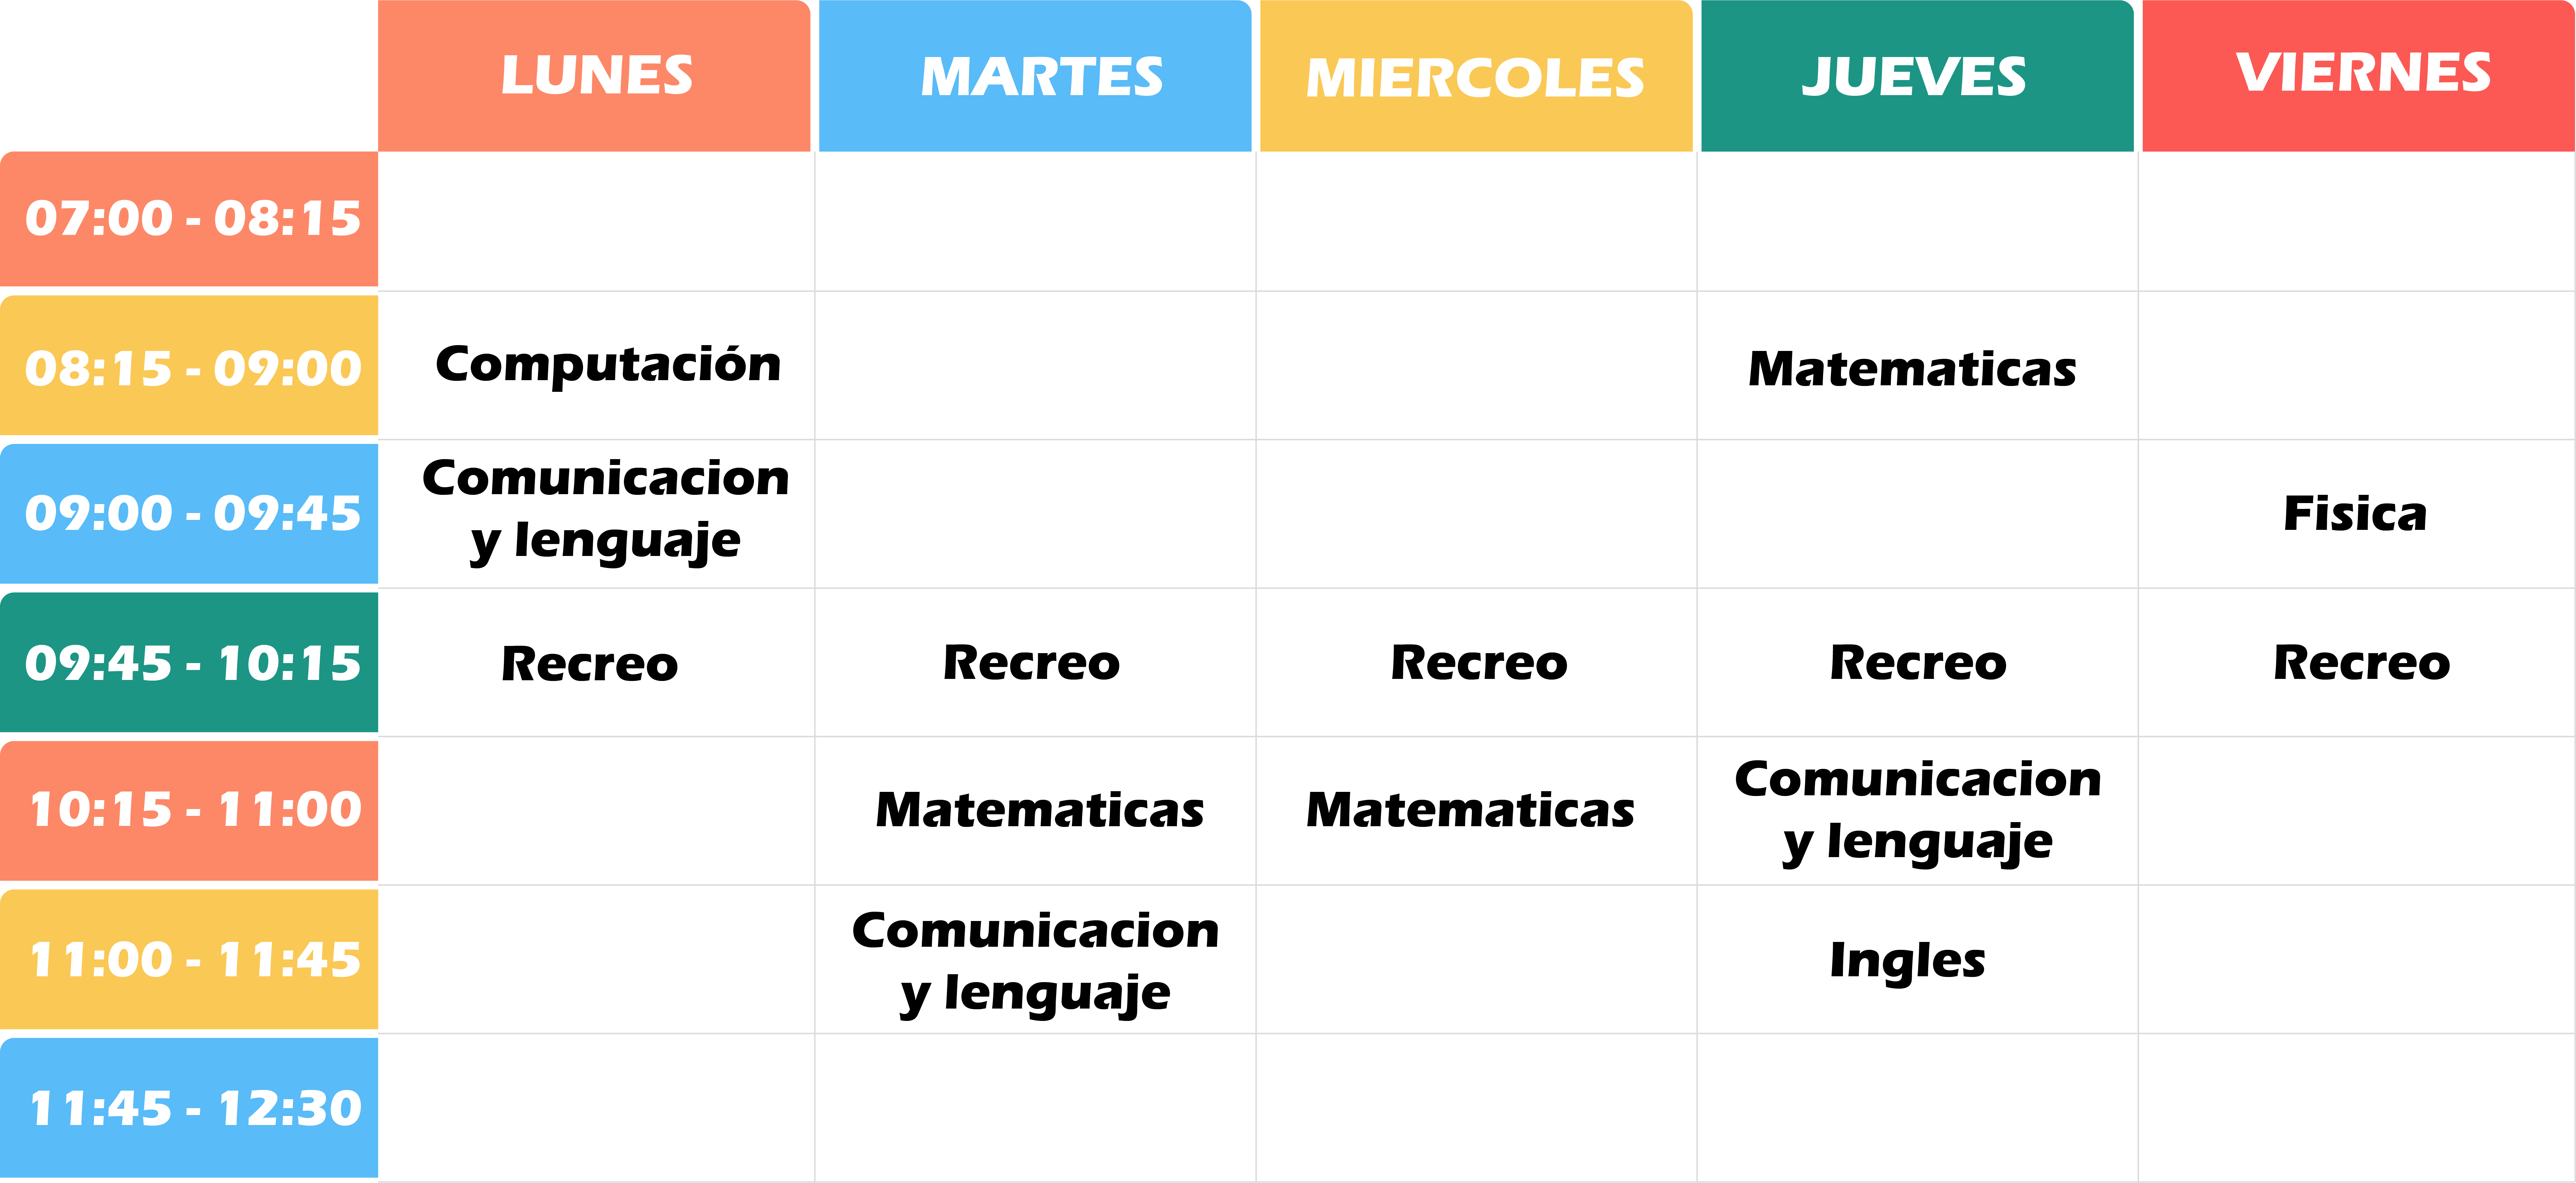 LUNES MARTES MIERCOLES JUEVES VIERNES
07:00 - 08:15
08:15 - 09:00 Computación Matematicas
09:00 - 09:45 Comunicacion
y lenguaje Fisica
09:45 - 10:15 Recreo Recreo Recreo Recreo Recreo
10:15 - 11:00 Matematicas Matematicas Comunicacion
y lenguaje
11:00 - 11:45 Comunicacion
y lenguaje Ingles
11:45 - 12:30